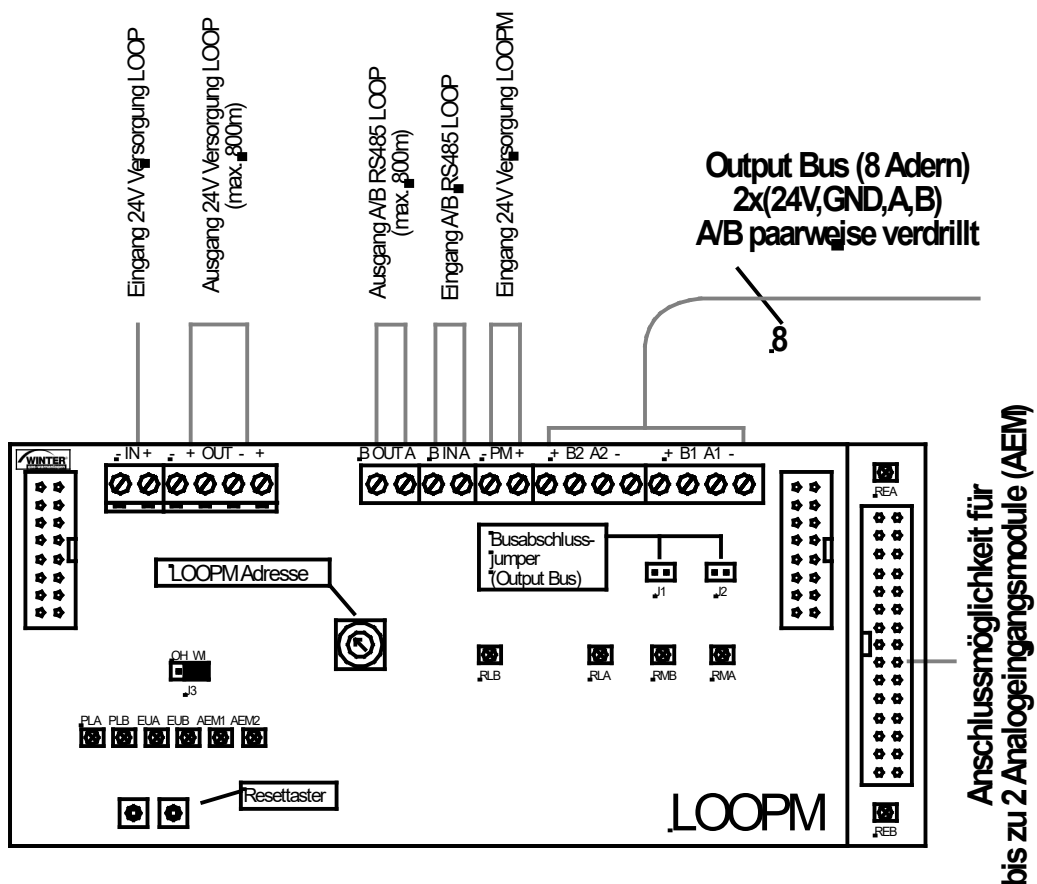 Eingang 24V Versorgung LOOP
Ausgang 24V Versorgung LOOP
(max. 800m)
Ausgang A/B RS485 LOOP
(max. 800m)
Eingang A/B RS485 LOOP
Eingang 24V Versorgung LOOPM
Output Bus (8 Adern)
2x(24V,GND,A,B)
A/B paarweise verdrillt
8
WINTER
- IN +
- + OUT - +
B OUT A
B IN A
- PM +
+ B2 A2 -
+ B1 A1 -
REA
Busabschluss-
jumper
(Output Bus)
J1
J2
LOOPM Adresse
OH WI
J3
RLB
RLA
RMB
RMA
PLA PLB EUA EUB AEM1 AEM2
Resettaster
LOOPM
REB
Anschlussmöglichkeit für
bis zu 2 Analogeingangsmodule (AEM)